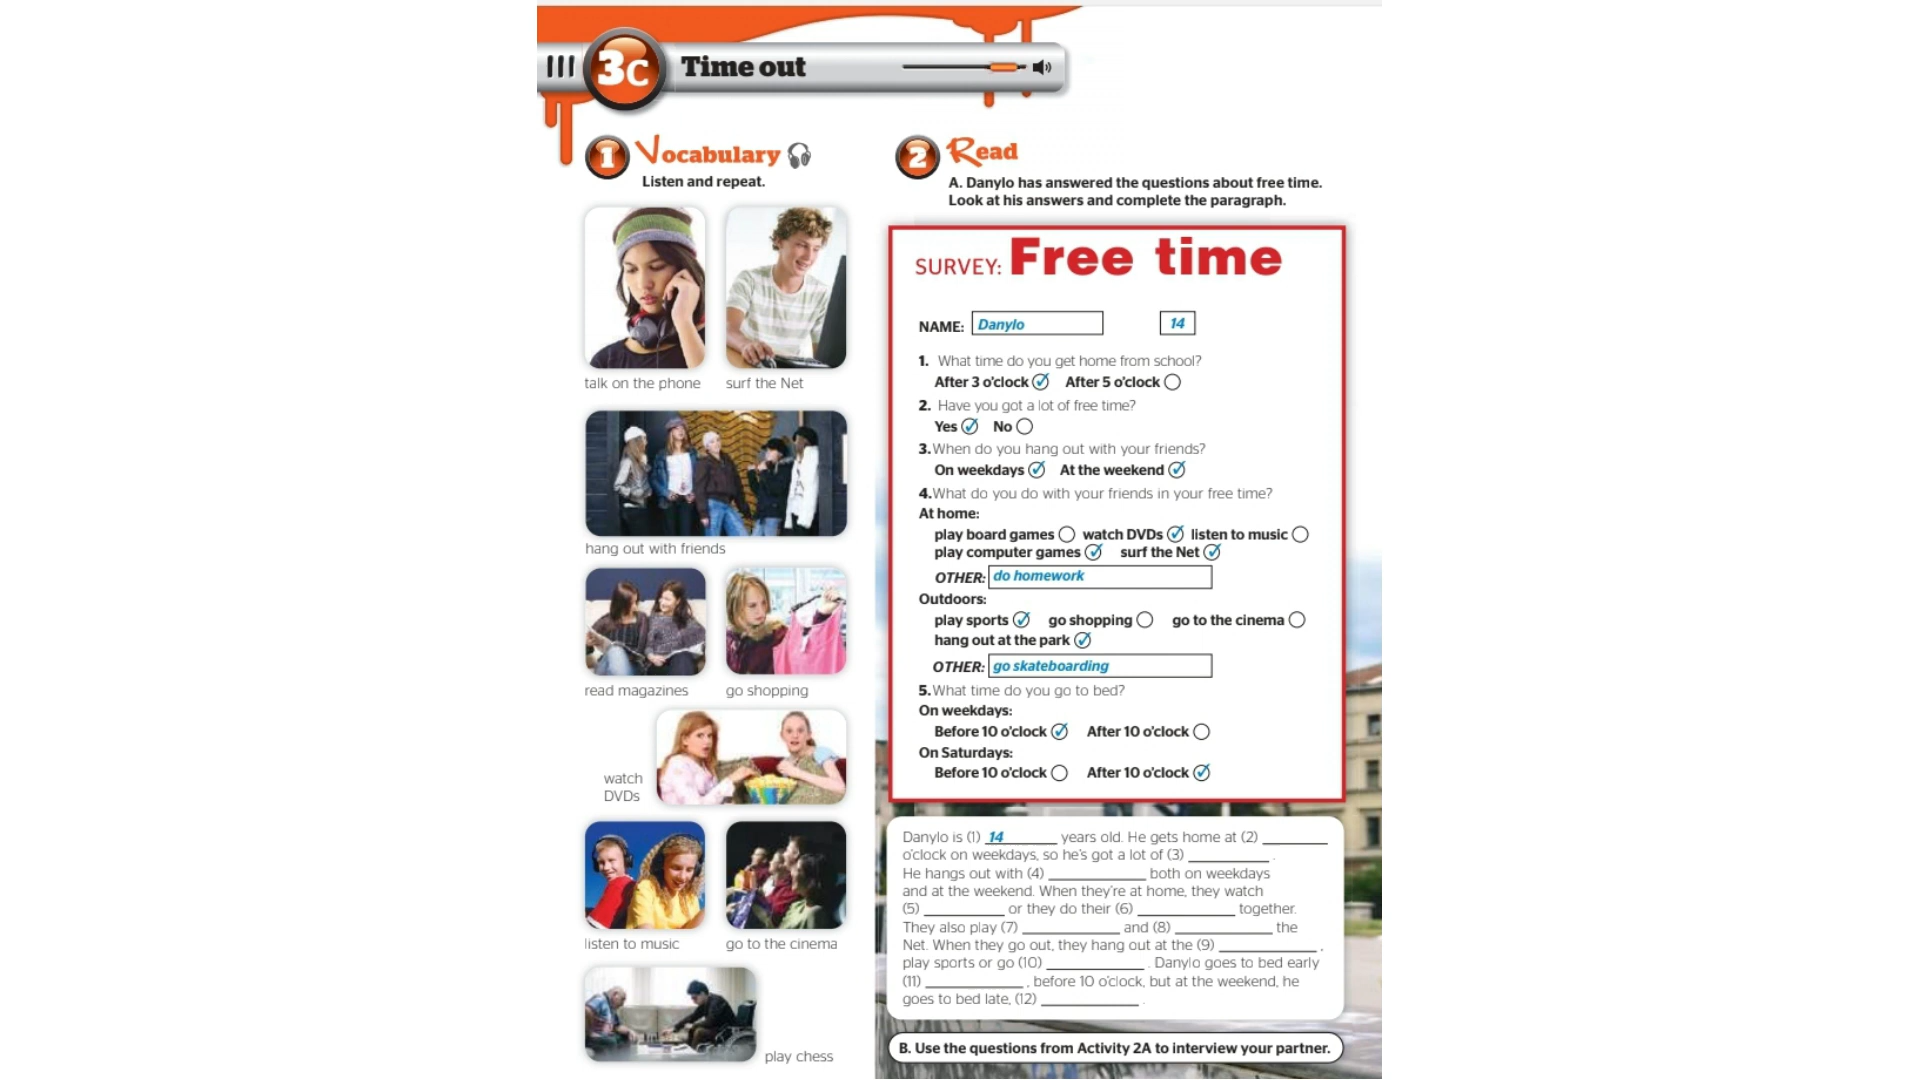 3c Time out
1 Vocabulary
Listen and repeat.
talk on the phone
surf the Net
hang out with friends
read magazines
go shopping
watch
DVDs
listen to music
go to the cinema
play chess
2 Read
A. Danylo has answered the questions about free time.
Look at his answers and complete the paragraph.
SURVEY: Free time
NAME: Danylo 14
1. What time do you get home from school?
After 3 o'clock After 5 o'clock
2. Have you got a lot of free time?
Yes No
3. When do you hang out with your friends?
On weekdays At the weekend
4. What do you do with your friends in your free time?
At home:
play board games watch DVDs listen to music
play computer games surf the Net
OTHER: do homework
Outdoors:
play sports go shopping go to the cinema
hang out at the park
OTHER: go skateboarding
5. What time do you go to bed?
On weekdays:
Before 10 o'clock After 10 o'clock
On Saturdays:
Before 10 o'clock After 10 o'clock
Danylo is (1) 14 years old. He gets home at (2) ________
o'clock on weekdays, so he's got a lot of (3) ________ .
He hangs out with (4) ________ both on weekdays
and at the weekend. When they're at home, they watch
(5) ________ or they do their (6) ________ together.
They also play (7) ________ and (8) ________ the
Net. When they go out, they hang out at the (9) ________ ,
play sports or go (10) ________ . Danylo goes to bed early
(11) ________ , before 10 o'clock, but at the weekend, he
goes to bed late, (12) ________ .
B. Use the questions from Activity 2A to interview your partner.